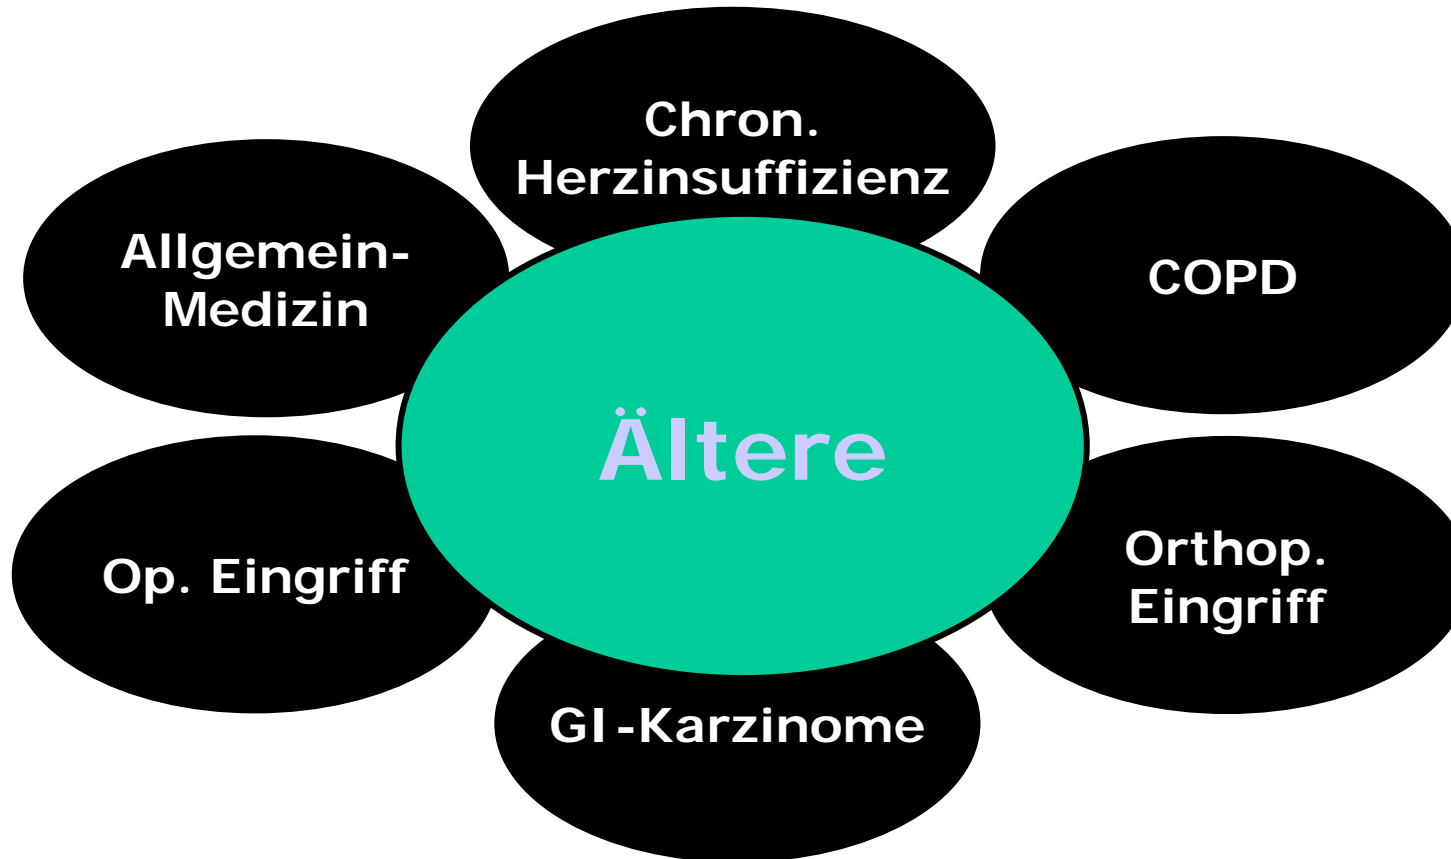 Chron.
Herzinsuffizienz
Allgemein-
Medizin
COPD
Ältere
Op. Eingriff
Orthop.
Eingriff
GI-Karzinome